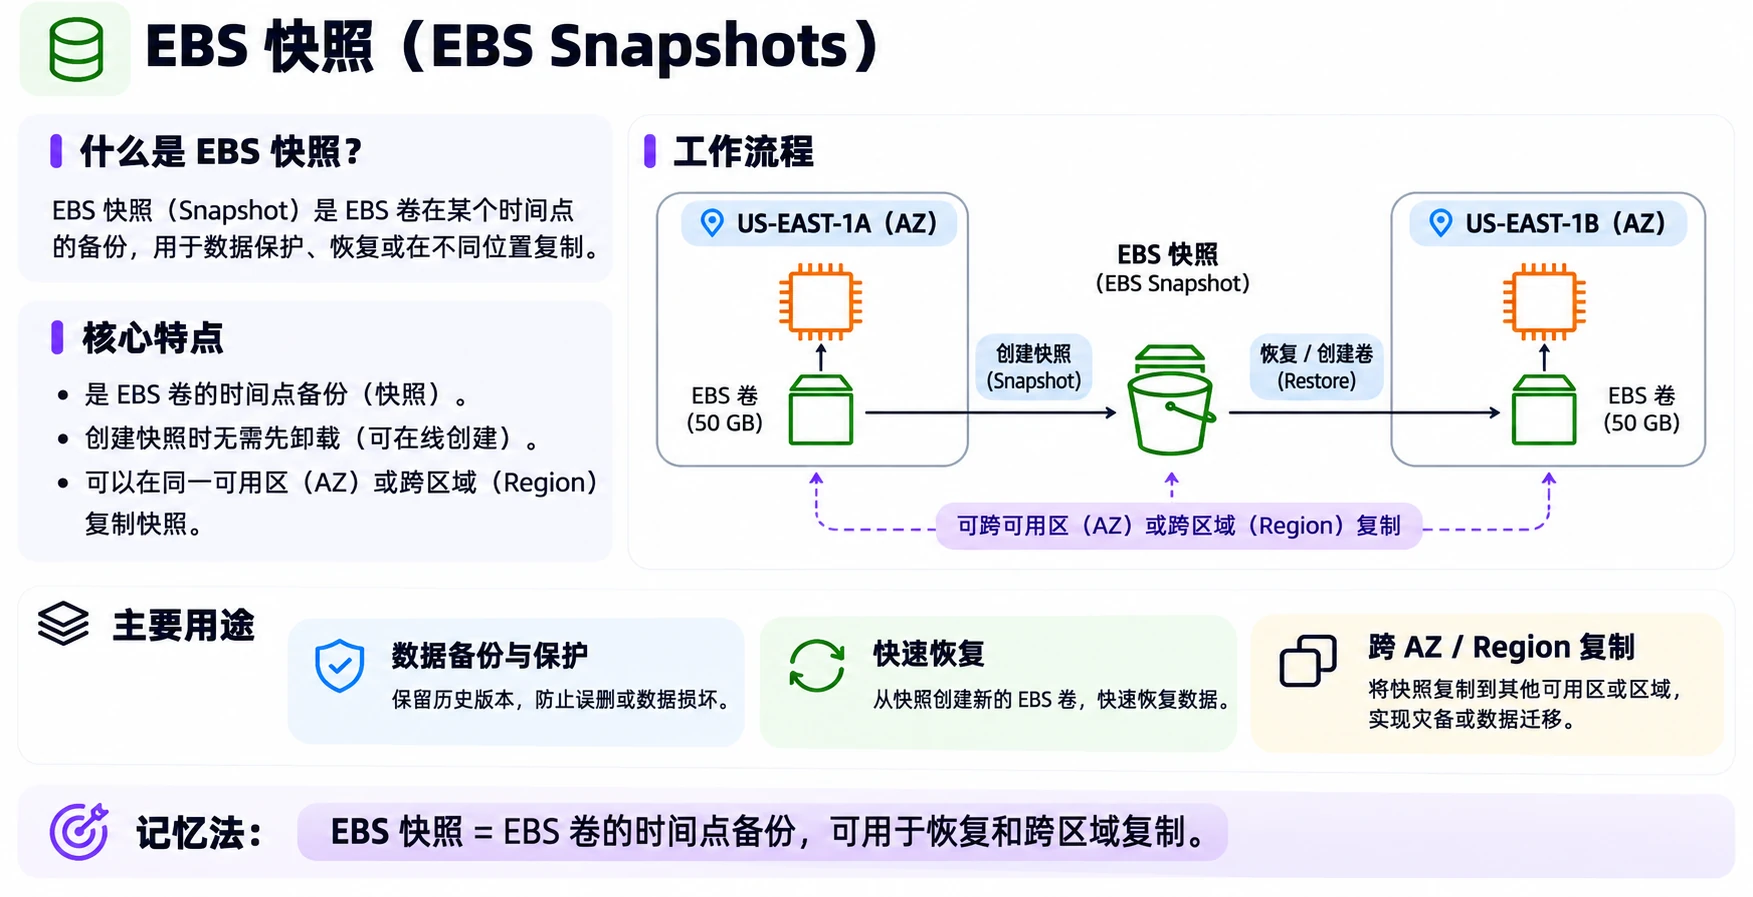 EBS 快照（EBS Snapshots）
什么是 EBS 快照？
EBS 快照（Snapshot）是 EBS 卷在某个时间点
的备份，用于数据保护、恢复或在不同位置复制。
核心特点
• 是 EBS 卷的时间点备份（快照）。
• 创建快照时无需先卸载（可在线创建）。
• 可以在同一可用区（AZ）或跨区域（Region）
复制快照。
工作流程
US-EAST-1A（AZ）
EBS 卷
(50 GB)
创建快照
(Snapshot)
EBS 快照
（EBS Snapshot）
恢复 / 创建卷
(Restore)
US-EAST-1B（AZ）
EBS 卷
(50 GB)
可跨可用区（AZ）或跨区域（Region）复制
主要用途
数据备份与保护
保留历史版本，防止误删或数据损坏。
快速恢复
从快照创建新的 EBS 卷，快速恢复数据。
跨 AZ / Region 复制
将快照复制到其他可用区或区域，
实现灾备或数据迁移。
记忆法：
EBS 快照 = EBS 卷的时间点备份，可用于恢复和跨区域复制。